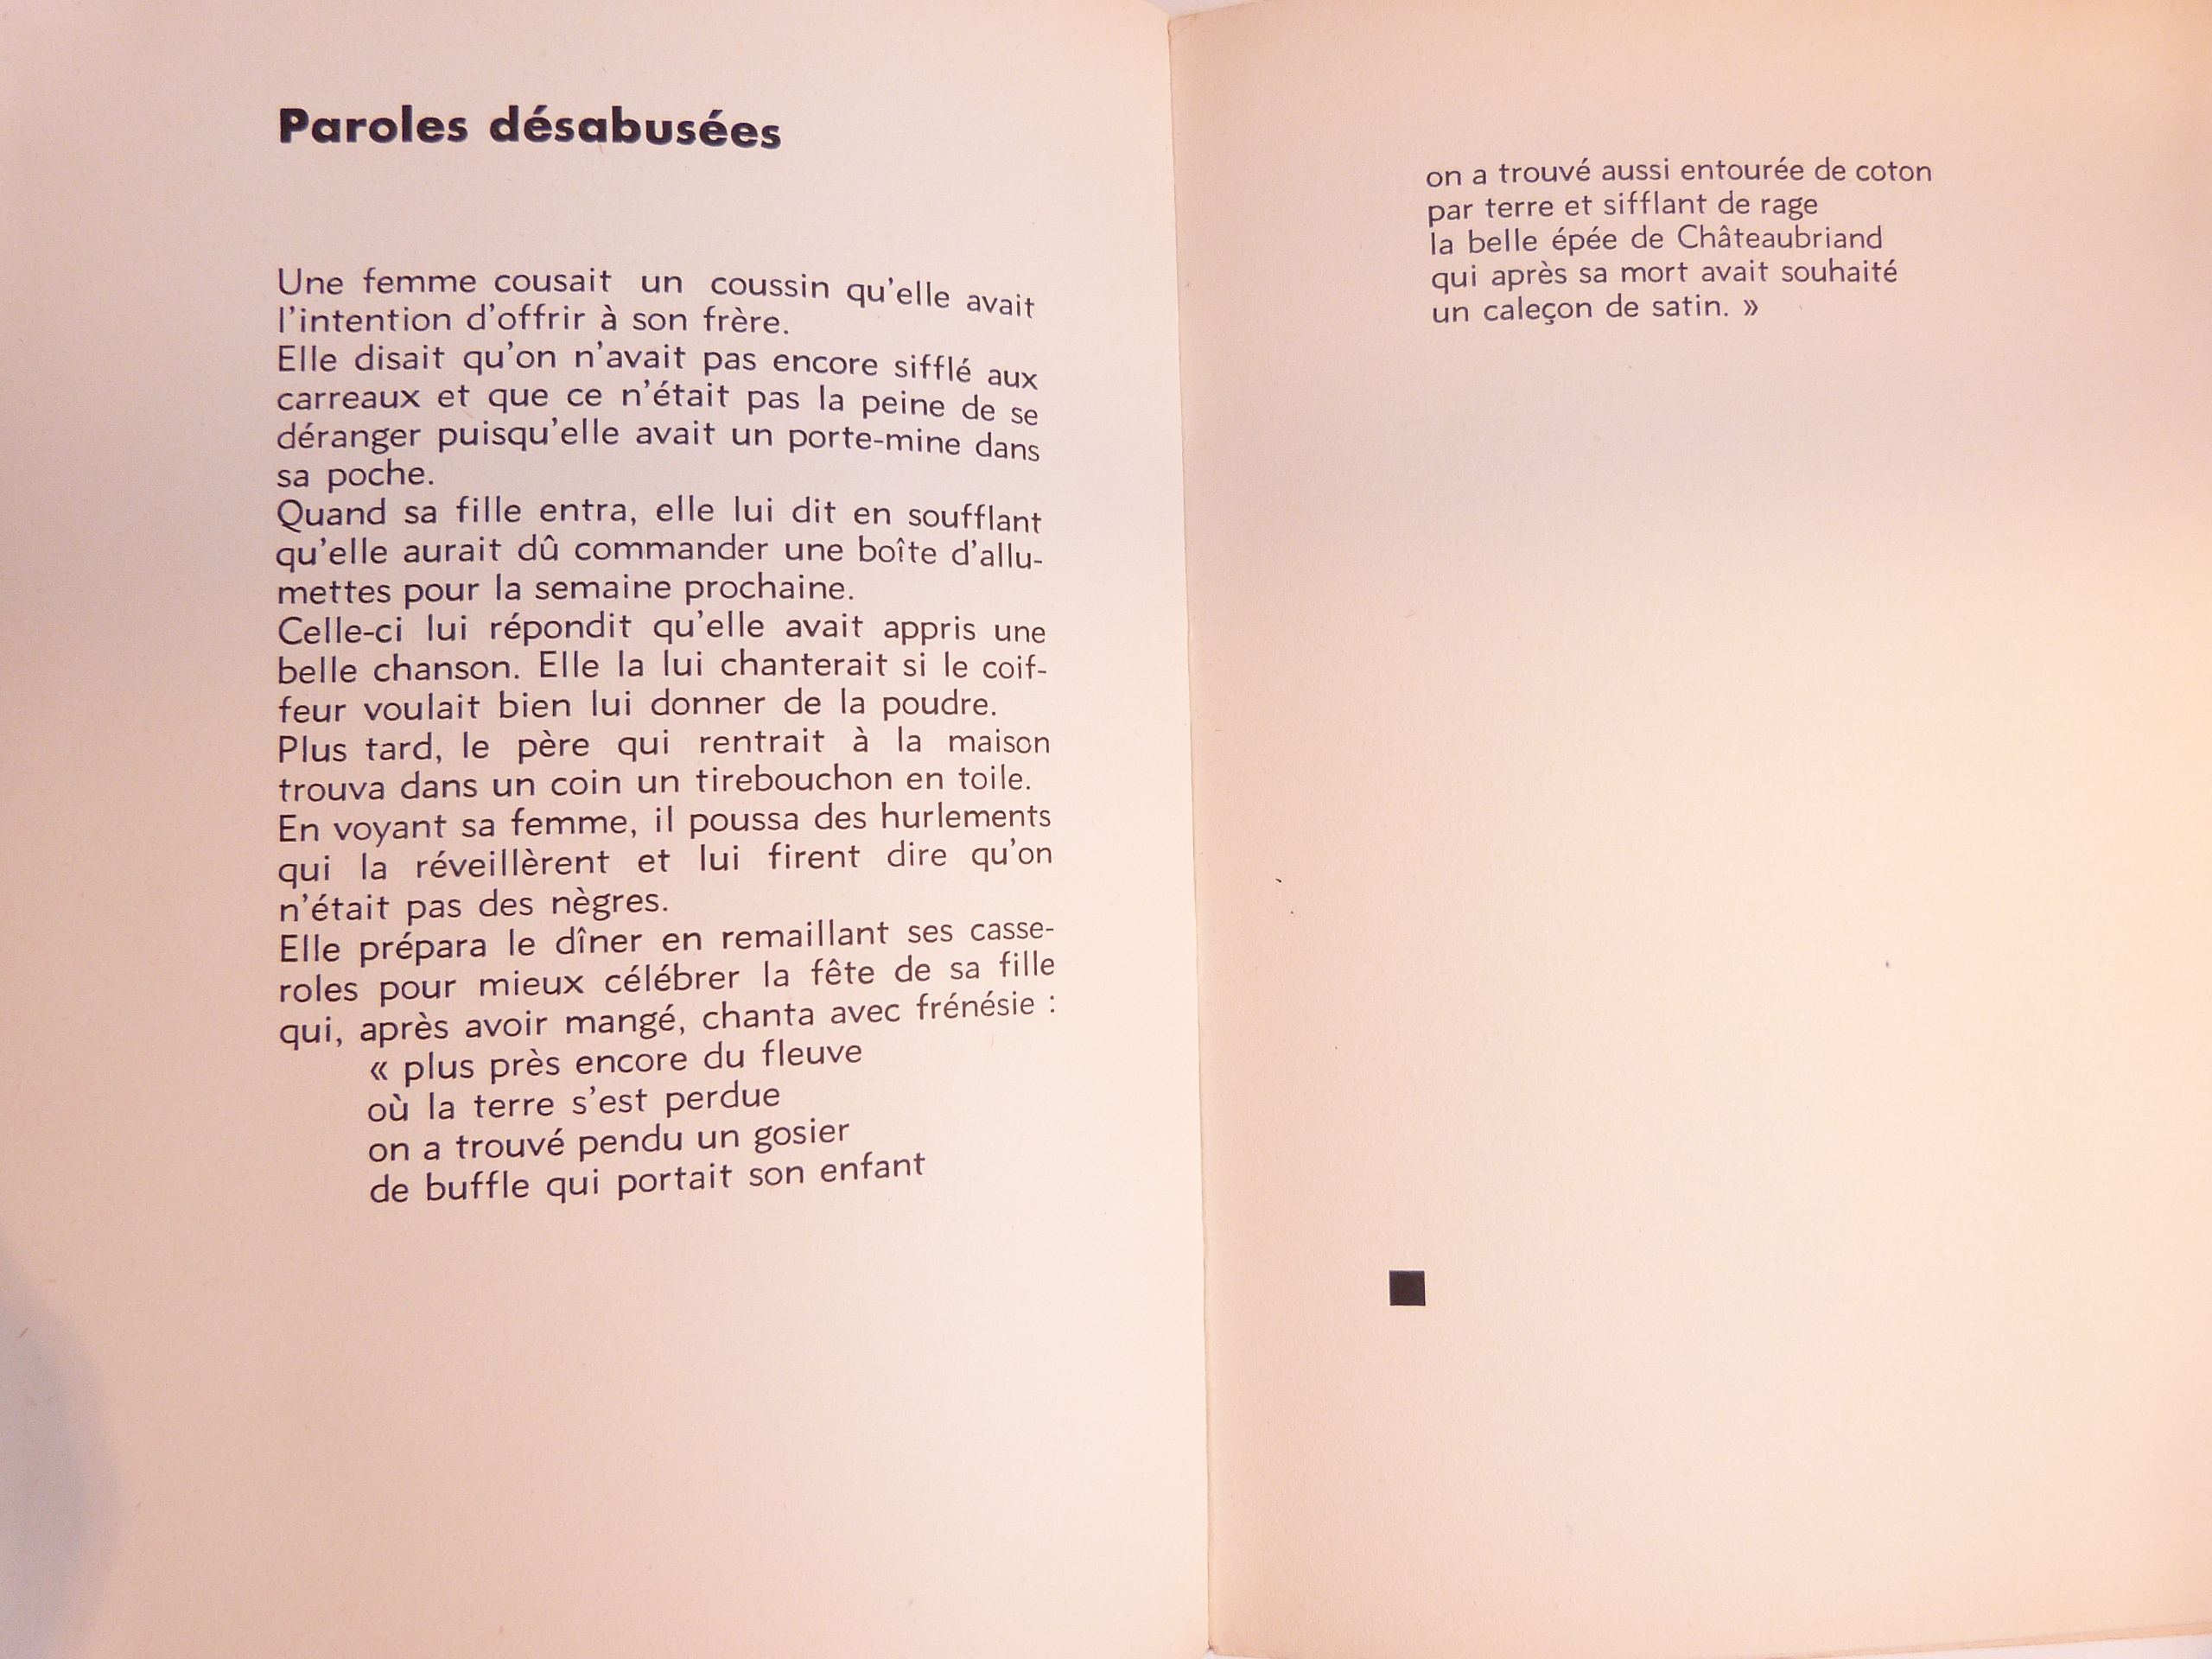 Paroles désabusées
Une femme cousait un coussin qu'elle avait
l'intention d'offrir à son frère.
Elle disait qu'on n'avait pas encore sifflé aux
carreaux et que ce n'était pas la peine de se
déranger puisqu'elle avait un porte-mine dans
sa poche.
Quand sa fille entra, elle lui dit en soufflant
qu'elle aurait dû commander une boîte d'allu-
mettes pour la semaine prochaine.
Celle-ci lui répondit qu'elle avait appris une
belle chanson. Elle la lui chanterait si le coif-
feur voulait bien lui donner de la poudre.
Plus tard, le père qui rentrait à la maison
trouva dans un coin un tirebouchon en toile.
En voyant sa femme, il poussa des hurlements
qui la réveillèrent et lui firent dire qu'on
n'était pas des nègres.
Elle prépara le dîner en remaillant ses casse-
roles pour mieux célébrer la fête de sa fille
qui, après avoir mangé, chanta avec frénésie :
« plus près encore du fleuve
où la terre s'est perdue
on a trouvé pendu un gosier
de buffle qui portait son enfant
on a trouvé aussi entourée de coton
par terre et sifflant de rage
la belle épée de Châteaubriand
qui après sa mort avait souhaité
un caleçon de satin. »